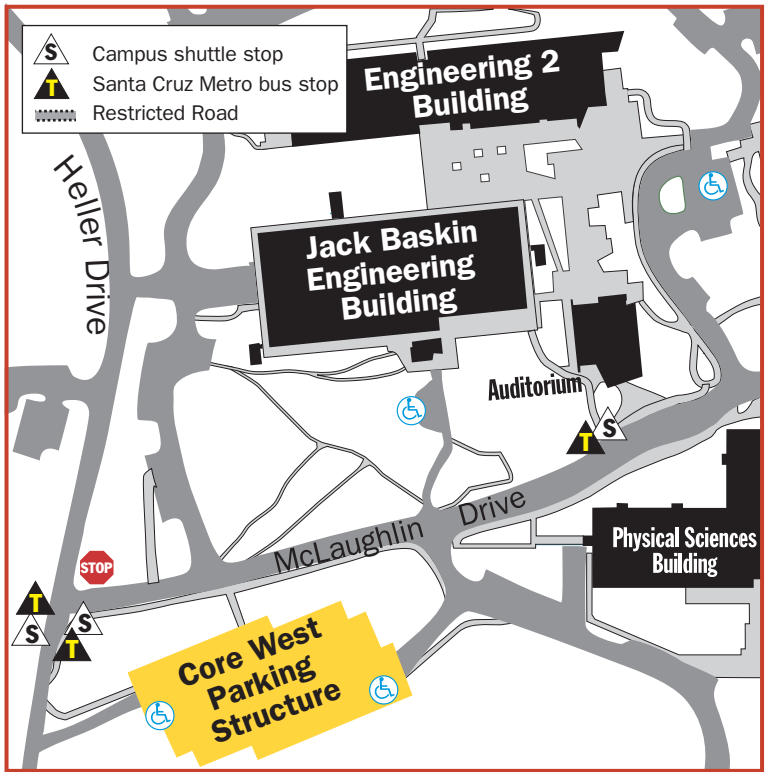 S Campus shuttle stop
T Santa Cruz Metro bus stop
Restricted Road
Engineering 2
Building
Heller Drive
Jack Baskin
Engineering
Building
Auditorium
T S
McLaughlin Drive
Physical Sciences
Building
STOP
T
S
S
T
Core West
Parking
Structure